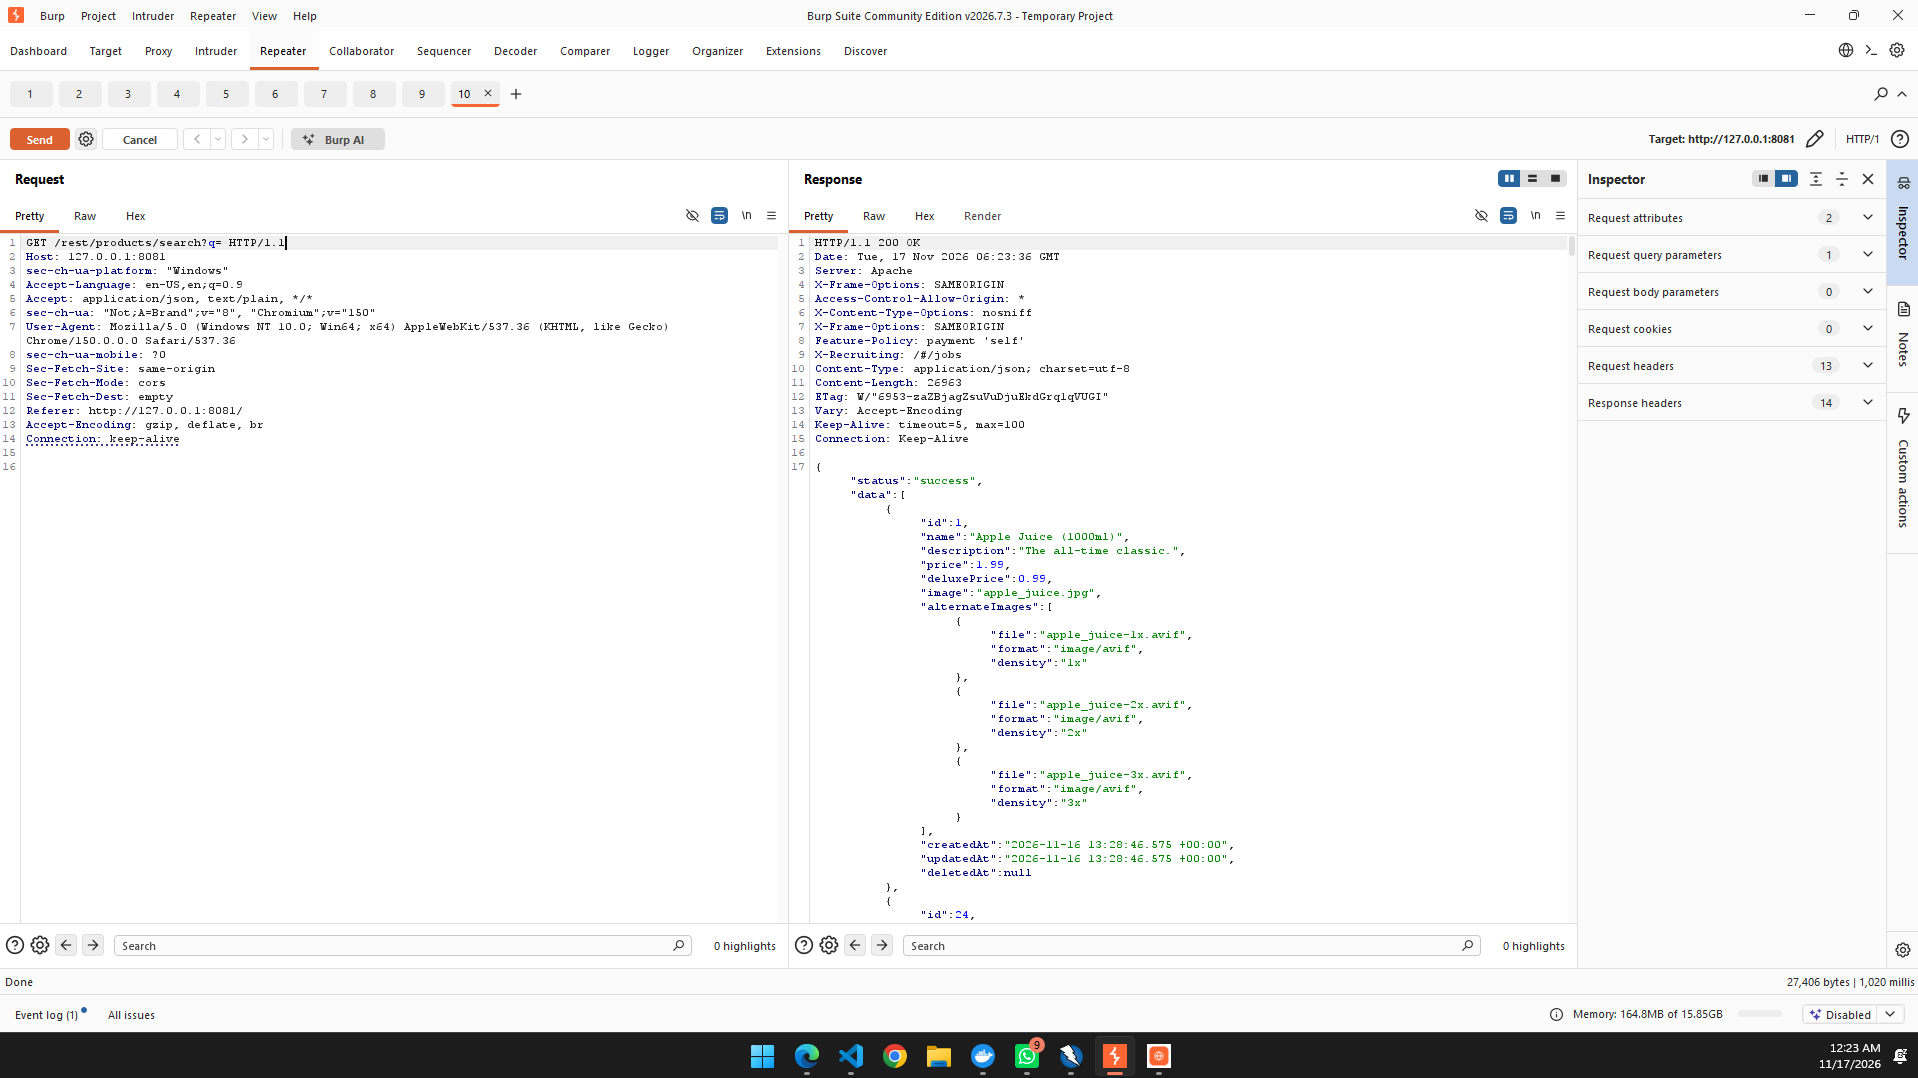 Burp Project Intruder Repeater View Help
Burp Suite Community Edition v2026.7.3 - Temporary Project
Dashboard Target Proxy Intruder Repeater Collaborator Sequencer Decoder Comparer Logger Organizer Extensions Discover
1 2 3 4 5 6 7 8 9 10 × +
Send Cancel < > Burp AI
Target: http://127.0.0.1:8081 HTTP/1
Request
Pretty Raw Hex \n
1 GET /rest/products/search?q= HTTP/1.1
2 Host: 127.0.0.1:8081
3 sec-ch-ua-platform: "Windows"
4 Accept-Language: en-US,en;q=0.9
5 Accept: application/json, text/plain, */*
6 sec-ch-ua: "Not;A=Brand";v="8", "Chromium";v="150"
7 User-Agent: Mozilla/5.0 (Windows NT 10.0; Win64; x64) AppleWebKit/537.36 (KHTML, like Gecko)
Chrome/150.0.0.0 Safari/537.36
8 sec-ch-ua-mobile: ?0
9 Sec-Fetch-Site: same-origin
10 Sec-Fetch-Mode: cors
11 Sec-Fetch-Dest: empty
12 Referer: http://127.0.0.1:8081/
13 Accept-Encoding: gzip, deflate, br
14 Connection: keep-alive
15
16
Search
0 highlights
Response
Pretty Raw Hex Render \n
1 HTTP/1.1 200 OK
2 Date: Tue, 17 Nov 2026 06:23:36 GMT
3 Server: Apache
4 X-Frame-Options: SAMEORIGIN
5 Access-Control-Allow-Origin: *
6 X-Content-Type-Options: nosniff
7 X-Frame-Options: SAMEORIGIN
8 Feature-Policy: payment 'self'
9 X-Recruiting: /#/jobs
10 Content-Type: application/json; charset=utf-8
11 Content-Length: 26963
12 ETag: W/"6953-zaZBjagZsuVuDjuEkdGrqlqVUGI"
13 Vary: Accept-Encoding
14 Keep-Alive: timeout=5, max=100
15 Connection: Keep-Alive
16
17 {
"status":"success",
"data":[
{
"id":1,
"name":"Apple Juice (1000ml)",
"description":"The all-time classic.",
"price":1.99,
"deluxePrice":0.99,
"image":"apple_juice.jpg",
"alternateImages":[
{
"file":"apple_juice-1x.avif",
"format":"image/avif",
"density":"1x"
},
{
"file":"apple_juice-2x.avif",
"format":"image/avif",
"density":"2x"
},
{
"file":"apple_juice-3x.avif",
"format":"image/avif",
"density":"3x"
}
],
"createdAt":"2026-11-16 13:28:46.575 +00:00",
"updatedAt":"2026-11-16 13:28:46.575 +00:00",
"deletedAt":null
},
{
"id":24,
Search
0 highlights
Inspector
Request attributes 2
Request query parameters 1
Request body parameters 0
Request cookies 0
Request headers 13
Response headers 14
Inspector
Notes
Custom actions
Done
27,406 bytes | 1,020 millis
Event log (1) All issues
Memory: 164.8MB of 15.85GB
Disabled
9
12:23 AM
11/17/2026